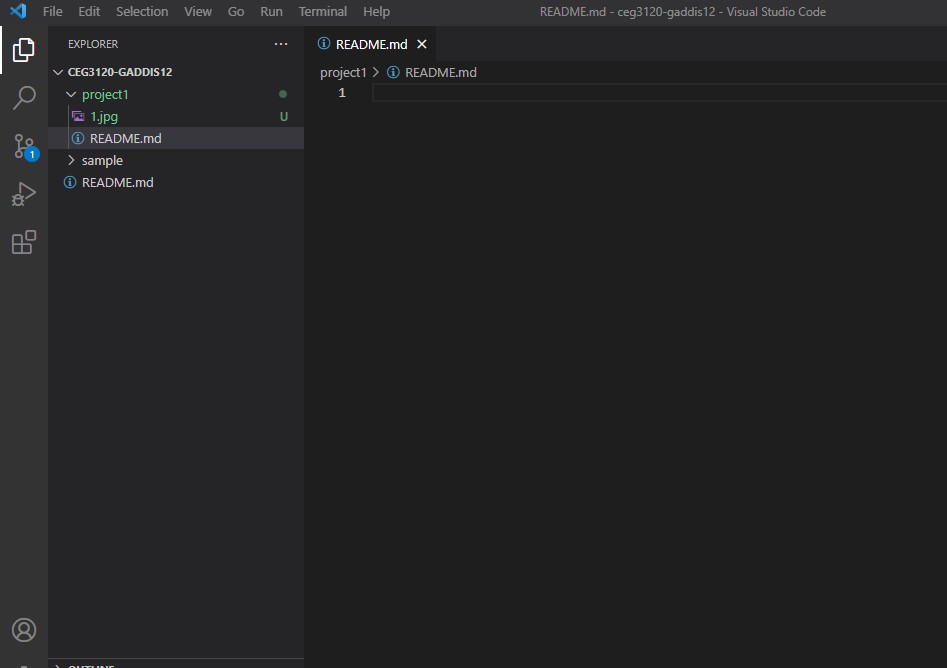 File Edit Selection View Go Run Terminal Help README.md - ceg3120-gaddis12 - Visual Studio Code
EXPLORER
README.md
CEG3120-GADDIS12
project1 > README.md
project1
1
1.jpg U
README.md
1
sample
README.md
OUTLINE